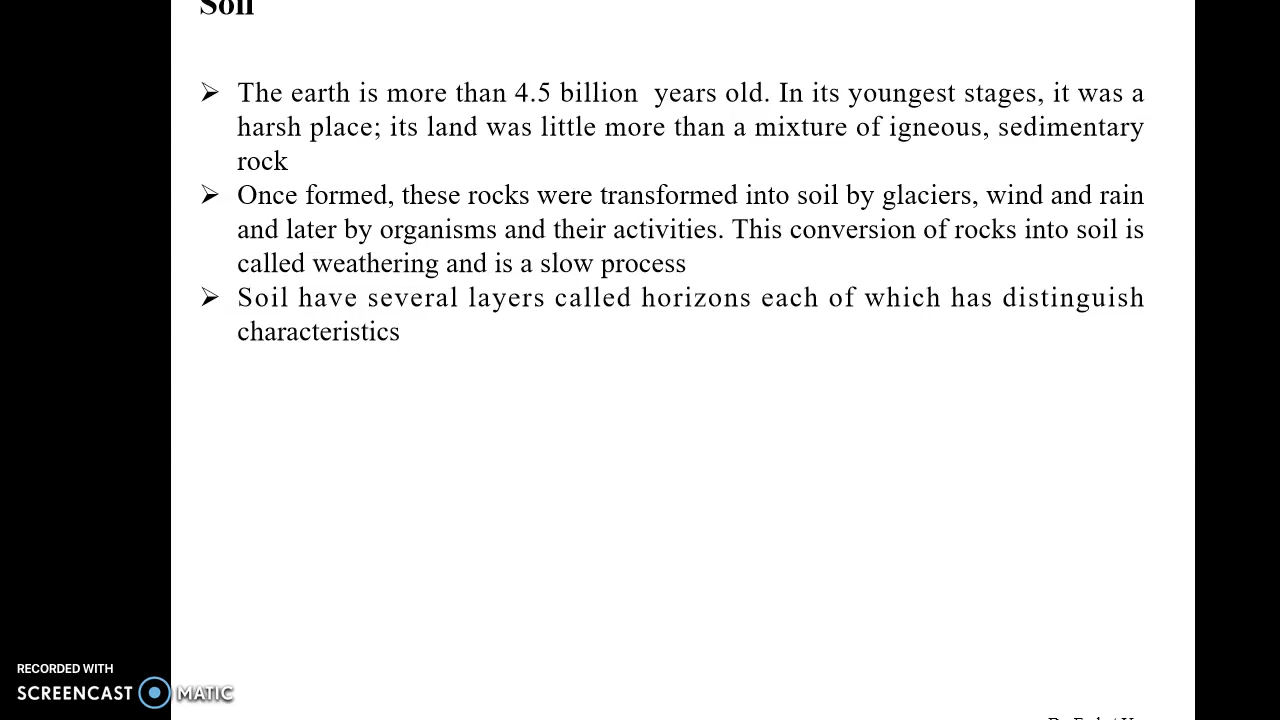 Soil
➢ The earth is more than 4.5 billion years old. In its youngest stages, it was a
harsh place; its land was little more than a mixture of igneous, sedimentary
rock
➢ Once formed, these rocks were transformed into soil by glaciers, wind and rain
and later by organisms and their activities. This conversion of rocks into soil is
called weathering and is a slow process
➢ Soil have several layers called horizons each of which has distinguish
characteristics
RECORDED WITH
SCREENCAST MATIC